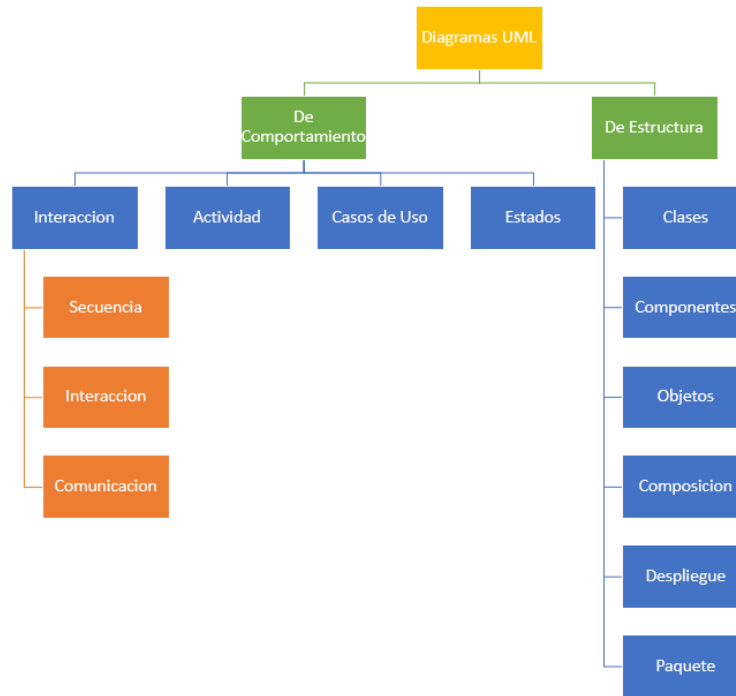 Diagramas UML
De
Comportamiento
De Estructura
Interaccion
Actividad
Casos de Uso
Estados
Clases
Secuencia
Componentes
Interaccion
Objetos
Comunicacion
Composicion
Despliegue
Paquete